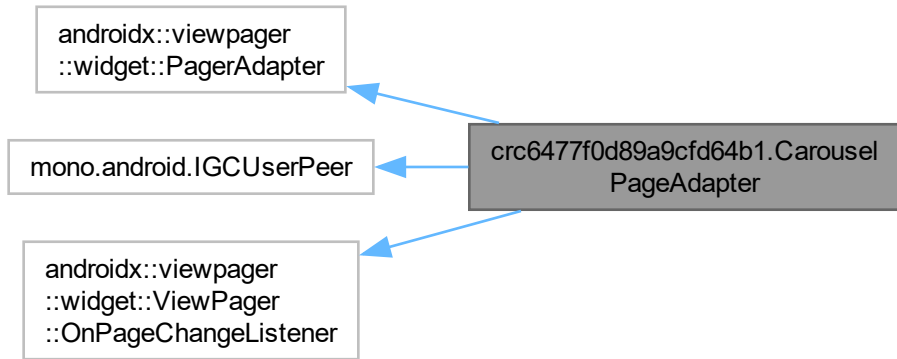 androidx::viewpager
::widget::PagerAdapter
mono.android.IGCUserPeer
androidx::viewpager
::widget::ViewPager
::OnPageChangeListener
crc6477f0d89a9cfd64b1.Carousel
PageAdapter